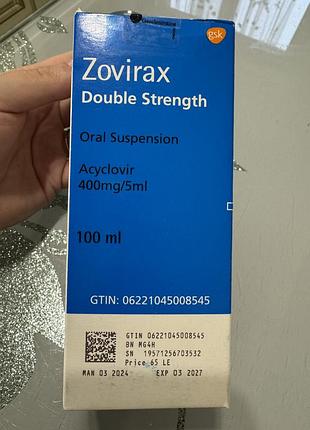 gsk
Zovirax
Double Strength
Oral Suspension
Acyclovir
400mg/5ml
100 ml
GTIN: 06221045008545
GTIN 06221045008545
BN MG4H
SN 19571256703532
Price 65 LE
MAN 03 2024 EXP 03 2027